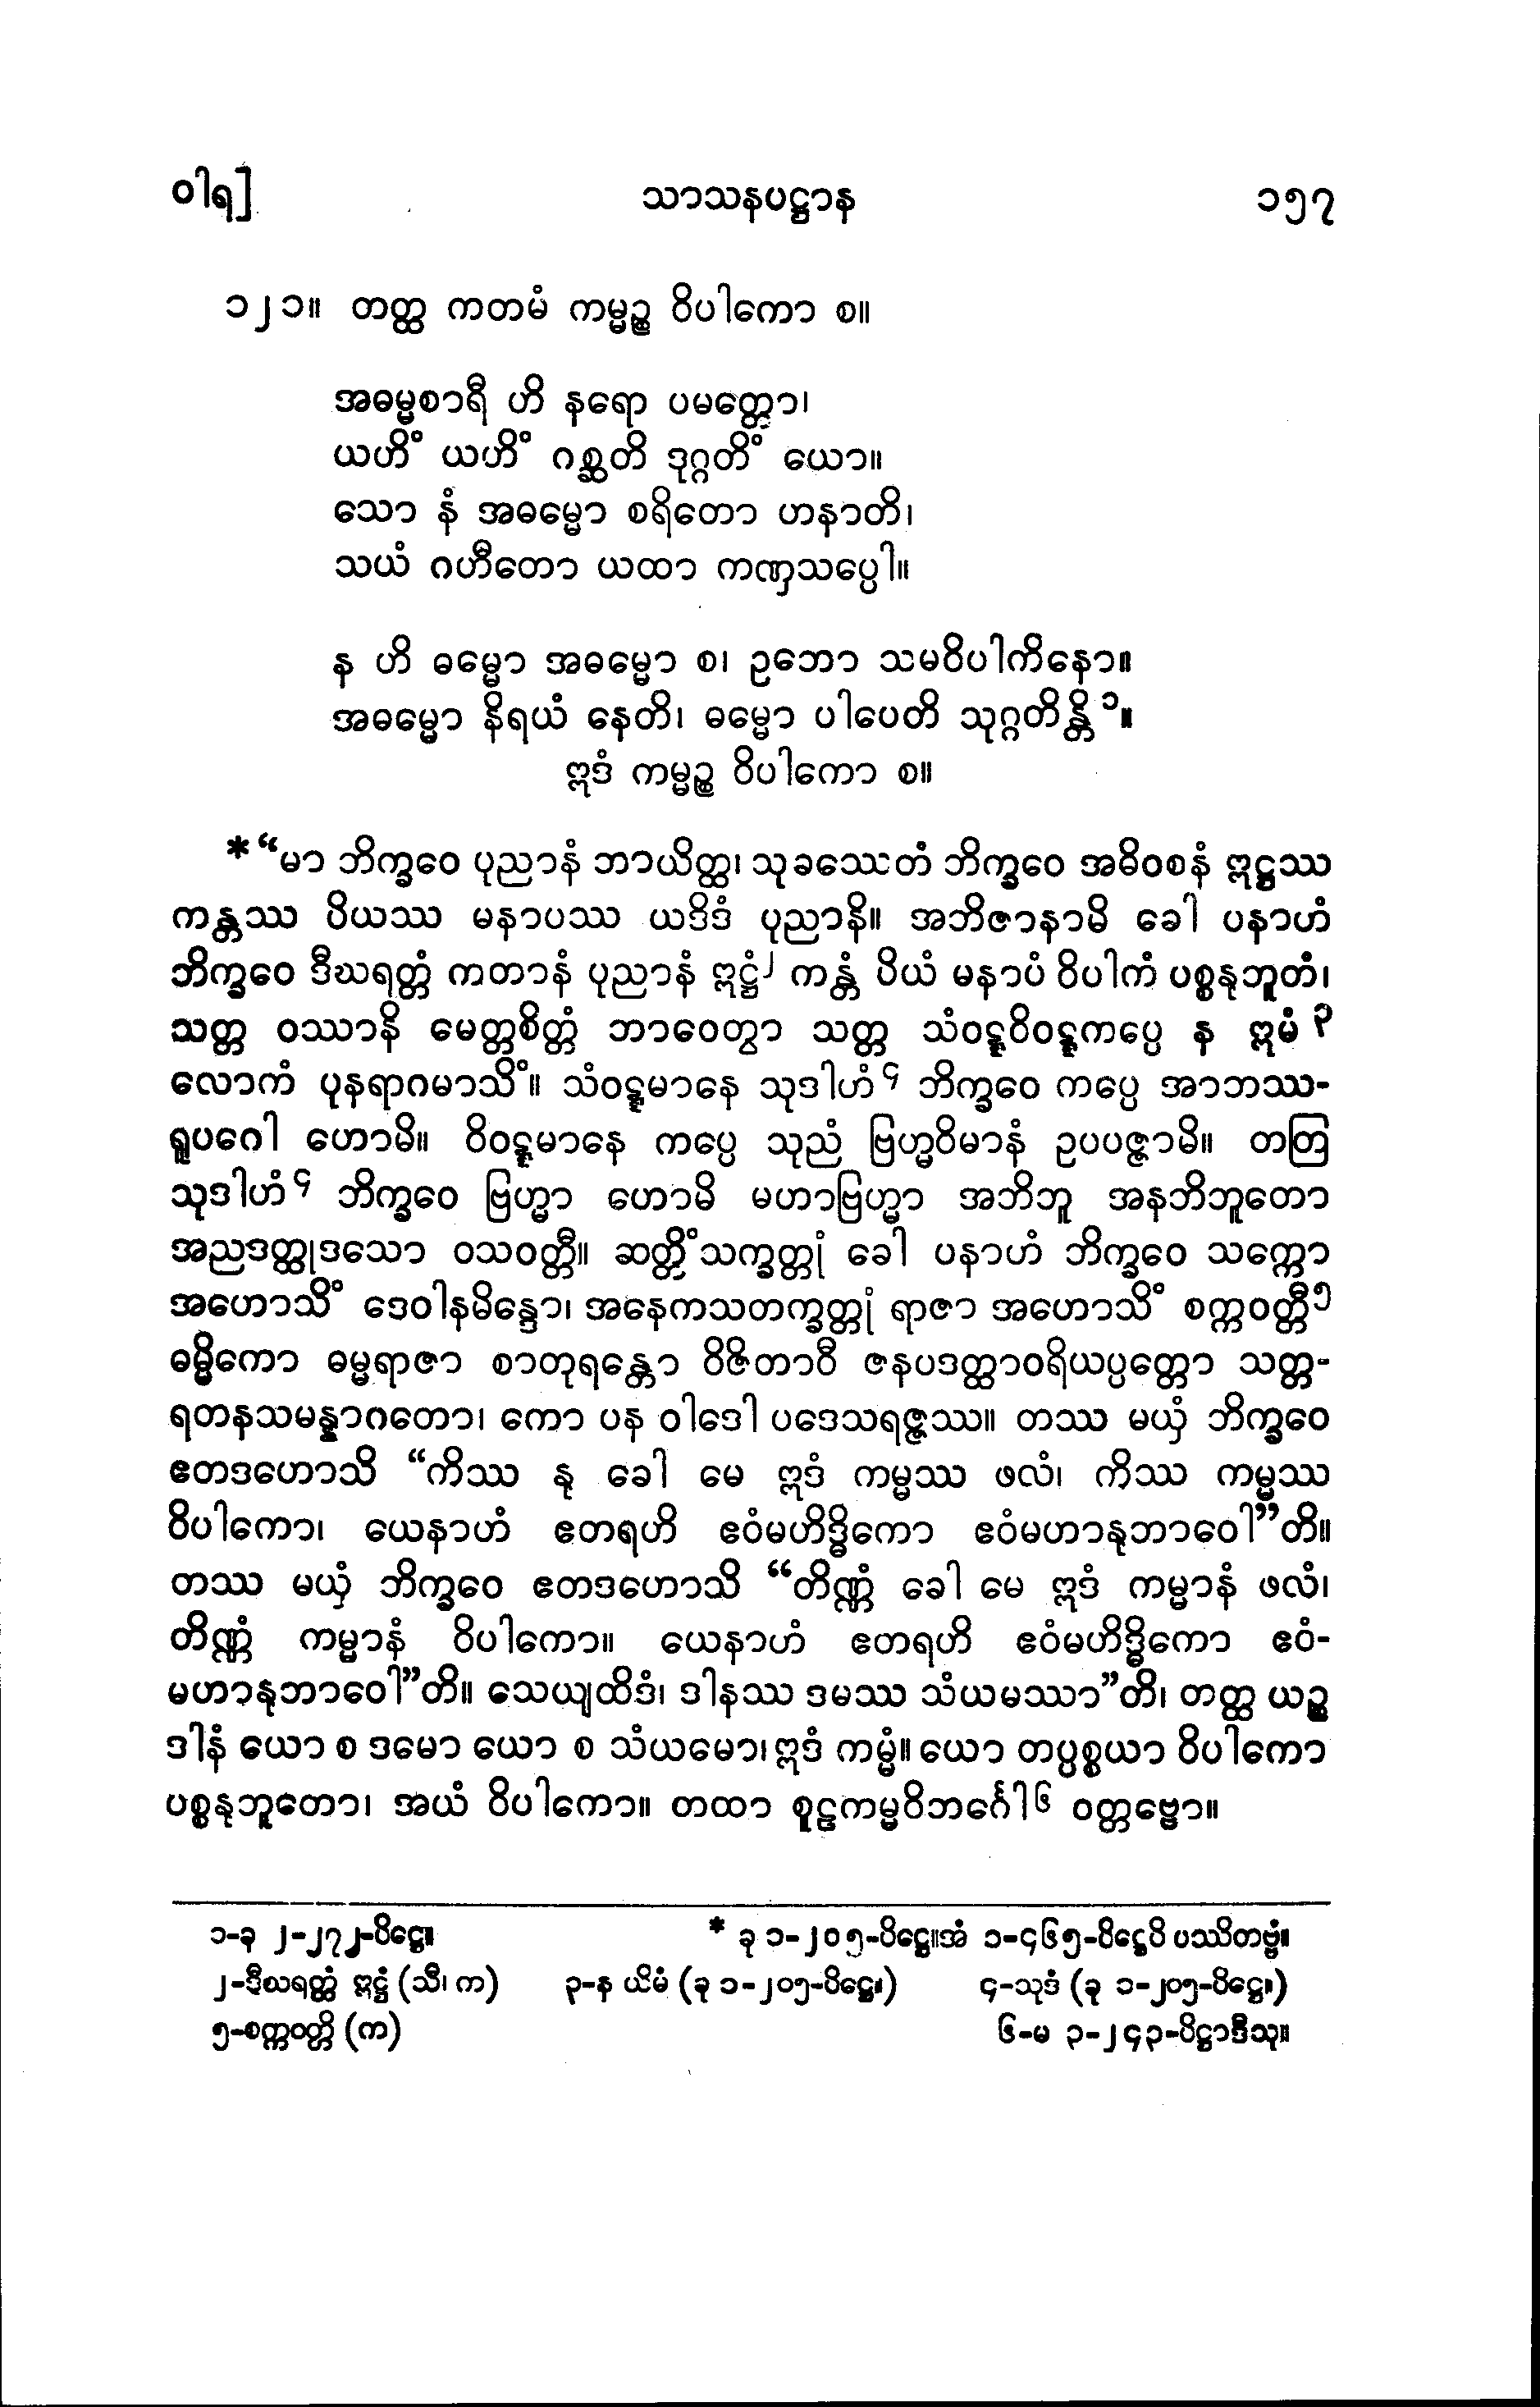 ဝါရ]
သာသနပဋ္ဌာန
၁၅၇
၁၂၁။ တတ္ထ ကတမံ ကမ္မဉ္စ ဝိပါကော စ။
အဓမ္မစာရီ ဟိ နရော ပမတ္တော၊
ယဟိံ ယဟိံ ဂစ္ဆတိ ဒုဂ္ဂတိံ ယော။
သော နံ အဓမ္မော စရိတော ဟနာတိ၊
သယံ ဂဟီတော ယထာ ကဏှသပ္ပေါ။
န ဟိ ဓမ္မော အဓမ္မော စ၊ ဥဘော သမဝိပါကိနော။
အဓမ္မော နိရယံ နေတိ၊ ဓမ္မော ပါပေတိ သုဂ္ဂတိန္တိ ၁။
ဣဒံ ကမ္မဉ္စ ဝိပါကော စ။
* “မာ ဘိက္ခဝေ ပုညာနံ ဘာယိတ္ထ၊ သုခဿေတံ ဘိက္ခဝေ အဓိဝစနံ ဣဋ္ဌဿ
ကန္တဿ ပိယဿ မနာပဿ ယဒိဒံ ပုညာနိ။ အဘိဇာနာမိ ခေါ ပနာဟံ
ဘိက္ခဝေ ဒီဃရတ္တံ ကတာနံ ပုညာနံ ဣဋ္ဌံ၂ ကန္တံ ပိယံ မနာပံ ဝိပါကံ ပစ္စနုဘူတံ၊
သတ္တ ဝဿာနိ မေတ္တစိတ္တံ ဘာဝေတွာ သတ္တ သံဝဋ္ဋဝိဝဋ္ဋကပ္ပေ န ဣမံ ၃
လောကံ ပုနရာဂမာသိံ။ သံဝဋ္ဋမာနေ သုဒါဟံ ၄ ဘိက္ခဝေ ကပ္ပေ အာဘဿ-
ရူပဂေါ ဟောမိ။ ဝိဝဋ္ဋမာနေ ကပ္ပေ သုညံ ဗြဟ္မဝိမာနံ ဥပပဇ္ဇာမိ။ တတြ
သုဒါဟံ ၄ ဘိက္ခဝေ ဗြဟ္မာ ဟောမိ မဟာဗြဟ္မာ အဘိဘူ အနဘိဘူတော
အညဒတ္ထုဒသော ဝသဝတ္တီ။ ဆတ္တိံသက္ခတ္တုံ ခေါ ပနာဟံ ဘိက္ခဝေ သက္ကော
အဟောသိံ ဒေဝါနမိန္ဒော၊ အနေကသတက္ခတ္တုံ ရာဇာ အဟောသိံ စက္ကဝတ္တီ ၅
ဓမ္မိကော ဓမ္မရာဇာ စာတုရန္တော ဝိဇိတာဝီ ဇနပဒတ္ထာဝရိယပ္ပတ္တော သတ္တ-
ရတနသမန္နာဂတော၊ ကော ပန ဝါဒေါ ပဒေသရဇ္ဇဿ။ တဿ မယှံ ဘိက္ခဝေ
ဧတဒဟောသိ “ကိဿ နု ခေါ မေ ဣဒံ ကမ္မဿ ဖလံ၊ ကိဿ ကမ္မဿ
ဝိပါကော၊ ယေနာဟံ ဧတရဟိ ဧဝံမဟိဒ္ဓိကော ဧဝံမဟာနုဘာဝေါ”တိ။
တဿ မယှံ ဘိက္ခဝေ ဧတဒဟောသိ “တိဏ္ဏံ ခေါ မေ ဣဒံ ကမ္မာနံ ဖလံ၊
တိဏ္ဏံ ကမ္မာနံ ဝိပါကော။ ယေနာဟံ ဧတရဟိ ဧဝံမဟိဒ္ဓိကော ဧဝံ-
မဟာနုဘာဝေါ”တိ။ သေယျထိဒံ၊ ဒါနဿ ဒမဿ သံယမဿာ”တိ၊ တတ္ထ ယဉ္စ
ဒါနံ ယော စ ဒမော ယော စ သံယမော၊ ဣဒံ ကမ္မံ။ ယော တပ္ပစ္စယာ ဝိပါကော
ပစ္စနုဘူတော၊ အယံ ဝိပါကော။ တထာ စူဠကမ္မဝိဘင်္ဂေါ ၆ ဝတ္တဗ္ဗော။
၁-ခု ၂-၂၇၂-ပိဋ္ဌေ။ * ခု ၁-၂၀၅-ပိဋ္ဌေ။ အံ ၁-၄၆၅-ပိဋ္ဌေပိ ပဿိတဗ္ဗံ။
၂-ဒီဃရတ္တံ ဣဋ္ဌံ (သီ၊ က) ၃-န ယိမံ (ခု ၁-၂၀၅-ပိဋ္ဌေ။) ၄-သုဒံ (ခု ၁-၂၀၅-ပိဋ္ဌေ။)
၅-စက္ကဝတ္တိ (က) ၆-မ ၃-၂၄၃-ပိဋ္ဌာဒီသု။